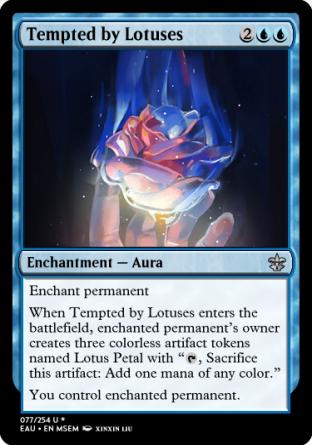 Tempted by Lotuses 2UU
Enchantment — Aura
Enchant permanent
When Tempted by Lotuses enters the
battlefield, enchanted permanent's owner
creates three colorless artifact tokens
named Lotus Petal with “T, Sacrifice
this artifact: Add one mana of any color.”
You control enchanted permanent.
077/254 U *
EAU • EN MSEM XINXIN LIU